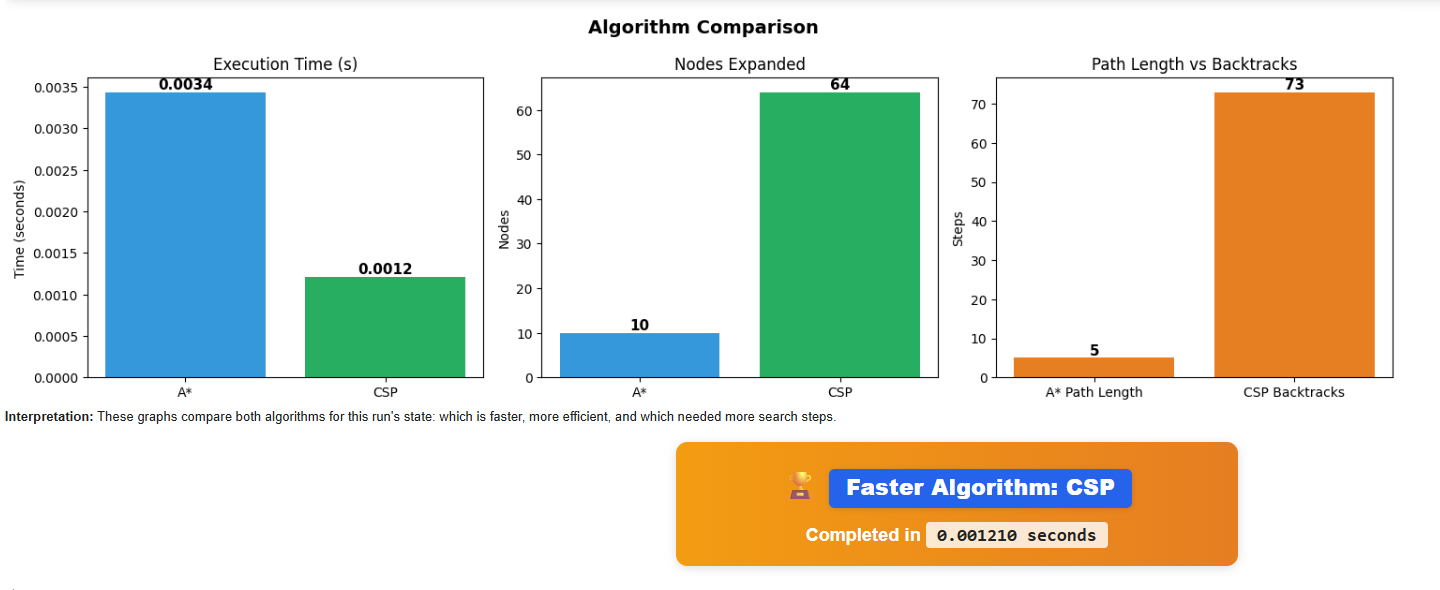 Algorithm Comparison
Execution Time (s)
Time (seconds)
0.0035
0.0030
0.0025
0.0020
0.0015
0.0010
0.0005
0.0000
0.0034
0.0012
A*
CSP
Nodes Expanded
Nodes
60
50
40
30
20
10
0
10
64
A*
CSP
Path Length vs Backtracks
Steps
70
60
50
40
30
20
10
0
5
73
A* Path Length
CSP Backtracks
Interpretation: These graphs compare both algorithms for this run's state: which is faster, more efficient, and which needed more search steps.
Faster Algorithm: CSP
Completed in 0.001210 seconds